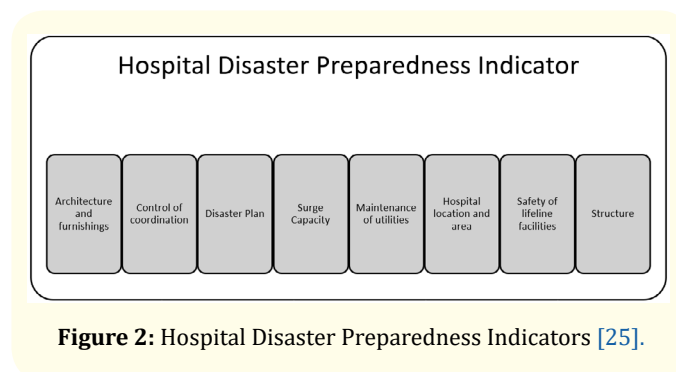 Hospital Disaster Preparedness Indicator
Architecture
and
furnishings
Control of
coordination
Disaster Plan
Surge
Capacity
Maintenance
of utilities
Hospital
location and
area
Safety of
lifeline
facilities
Structure
Figure 2: Hospital Disaster Preparedness Indicators [25].